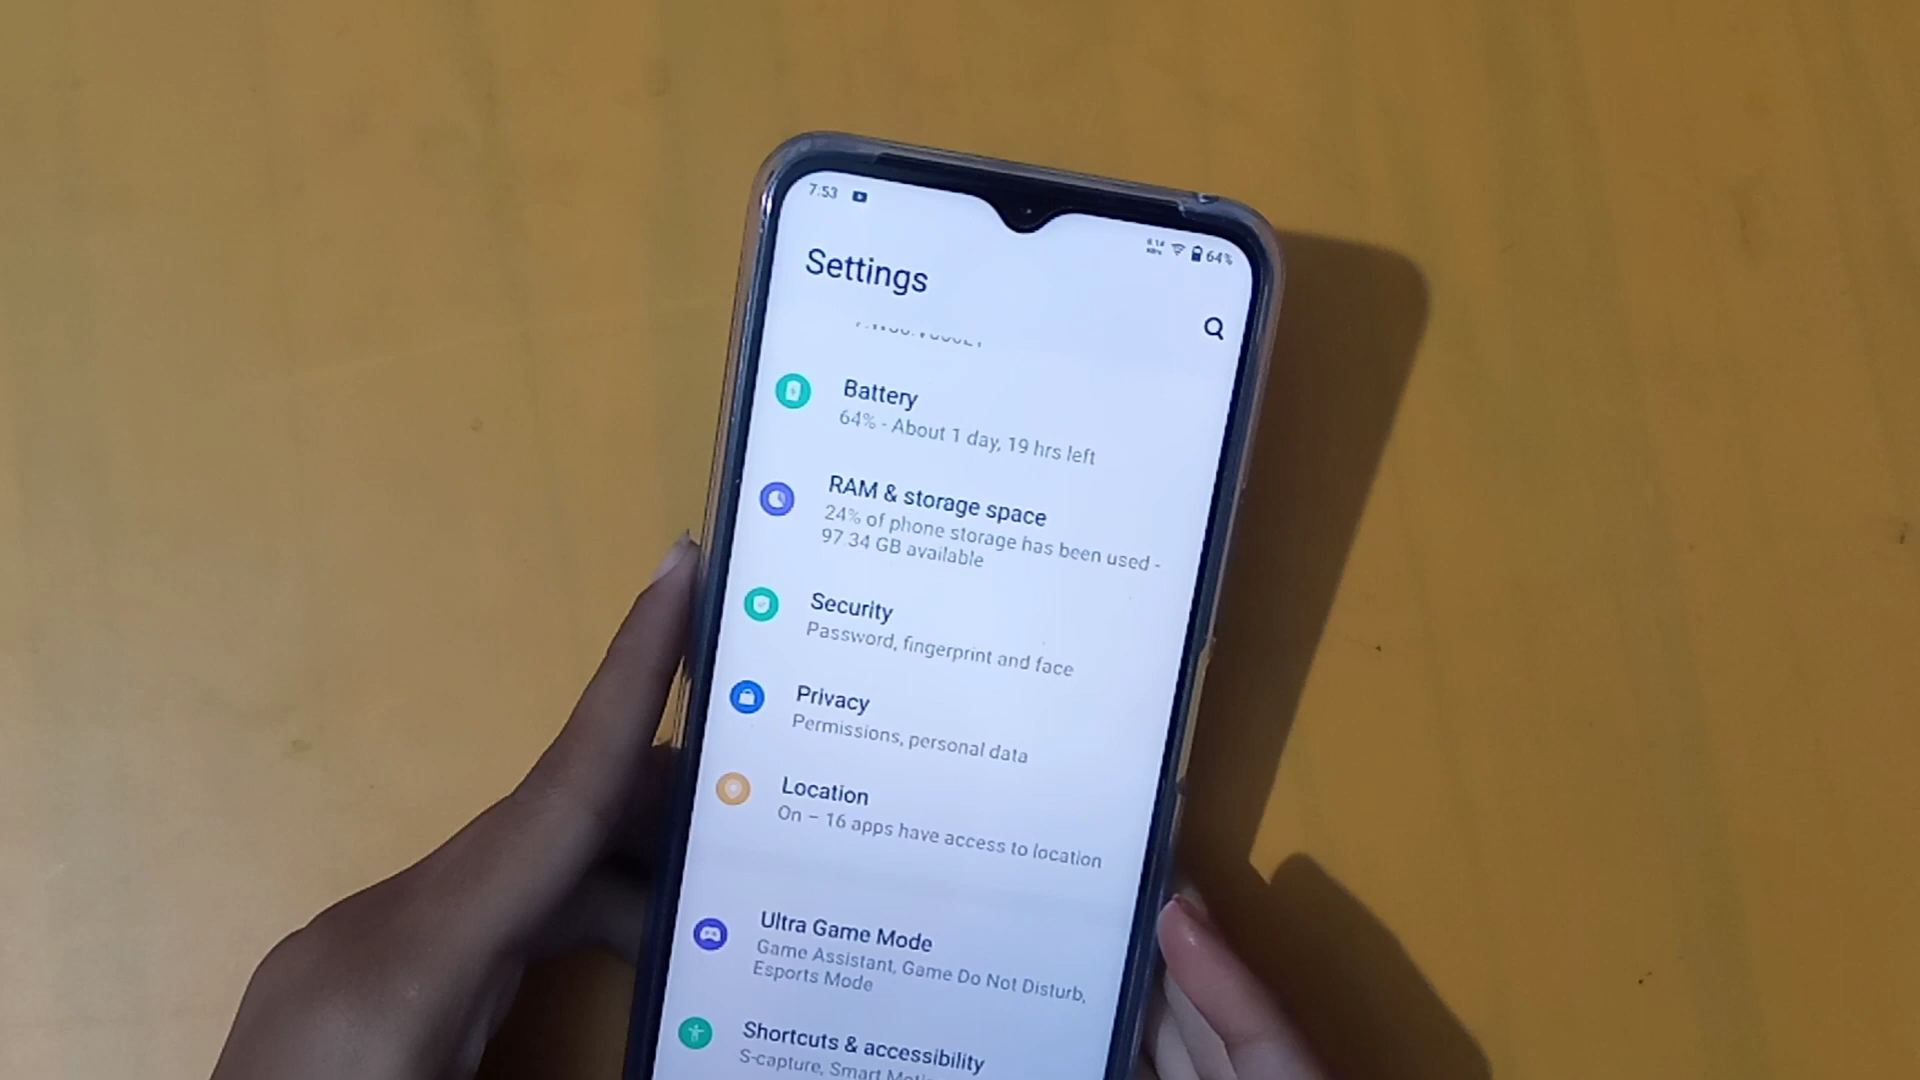 7:53
64%
Settings
Battery
64% - About 1 day, 19 hrs left
RAM & storage space
24% of phone storage has been used -
97.34 GB available
Security
Password, fingerprint and face
Privacy
Permissions, personal data
Location
On – 16 apps have access to location
Ultra Game Mode
Game Assistant, Game Do Not Disturb,
Esports Mode
Shortcuts & accessibility
S-capture, Smart